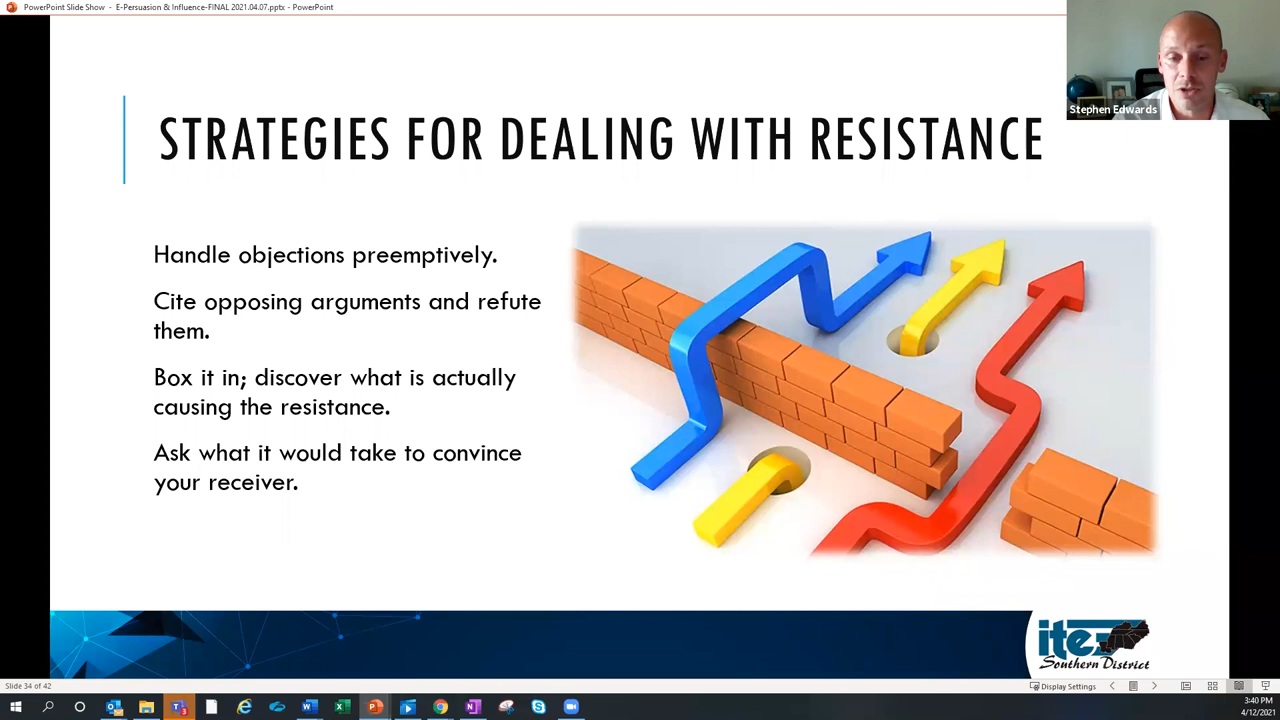 PowerPoint Slide Show - E-Persuasion & Influence-FINAL 2021.04.07.pptx - PowerPoint
Stephen Edwards
STRATEGIES FOR DEALING WITH RESISTANCE
Handle objections preemptively.
Cite opposing arguments and refute
them.
Box it in; discover what is actually
causing the resistance.
Ask what it would take to convince
your receiver.
ite
Southern District
Slide 34 of 42
Display Settings
3:40 PM
4/12/2021